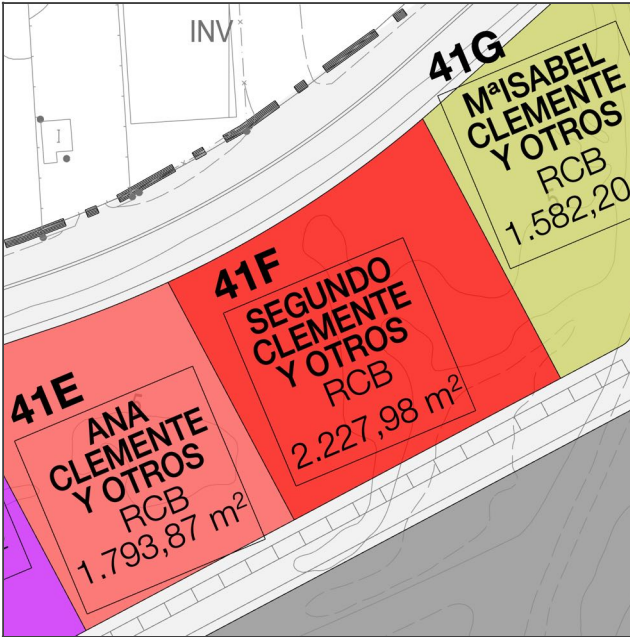 INV
41G
MªISABEL
CLEMENTE
Y OTROS
RCB
1.582,20
41F
SEGUNDO
CLEMENTE
Y OTROS
RCB
2.227,98 m²
41E
ANA
CLEMENTE
Y OTROS
RCB
1.793,87 m²
I